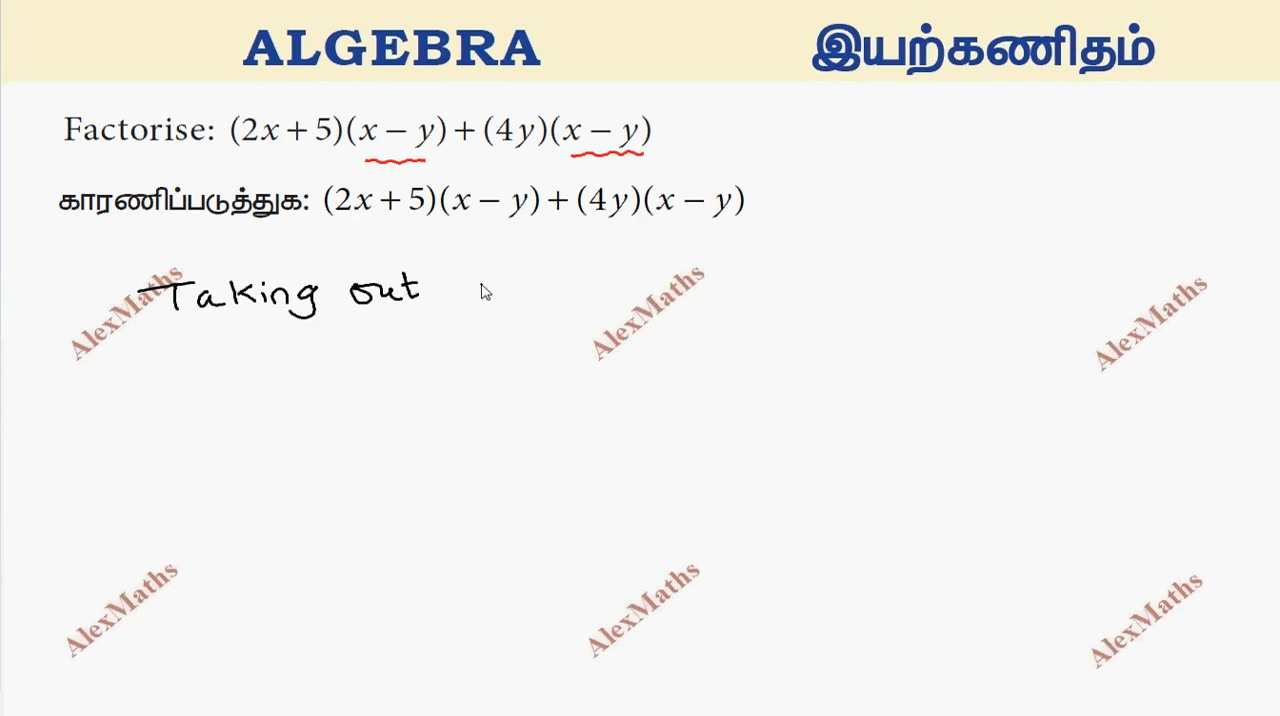 ALGEBRA இயற்கணிதம்
Factorise: (2x + 5)(x − y) + (4y)(x − y)
காரணிப்படுத்துக: (2x + 5)(x − y) + (4y)(x − y)
Taking out
AlexMaths AlexMaths AlexMaths
AlexMaths AlexMaths AlexMaths